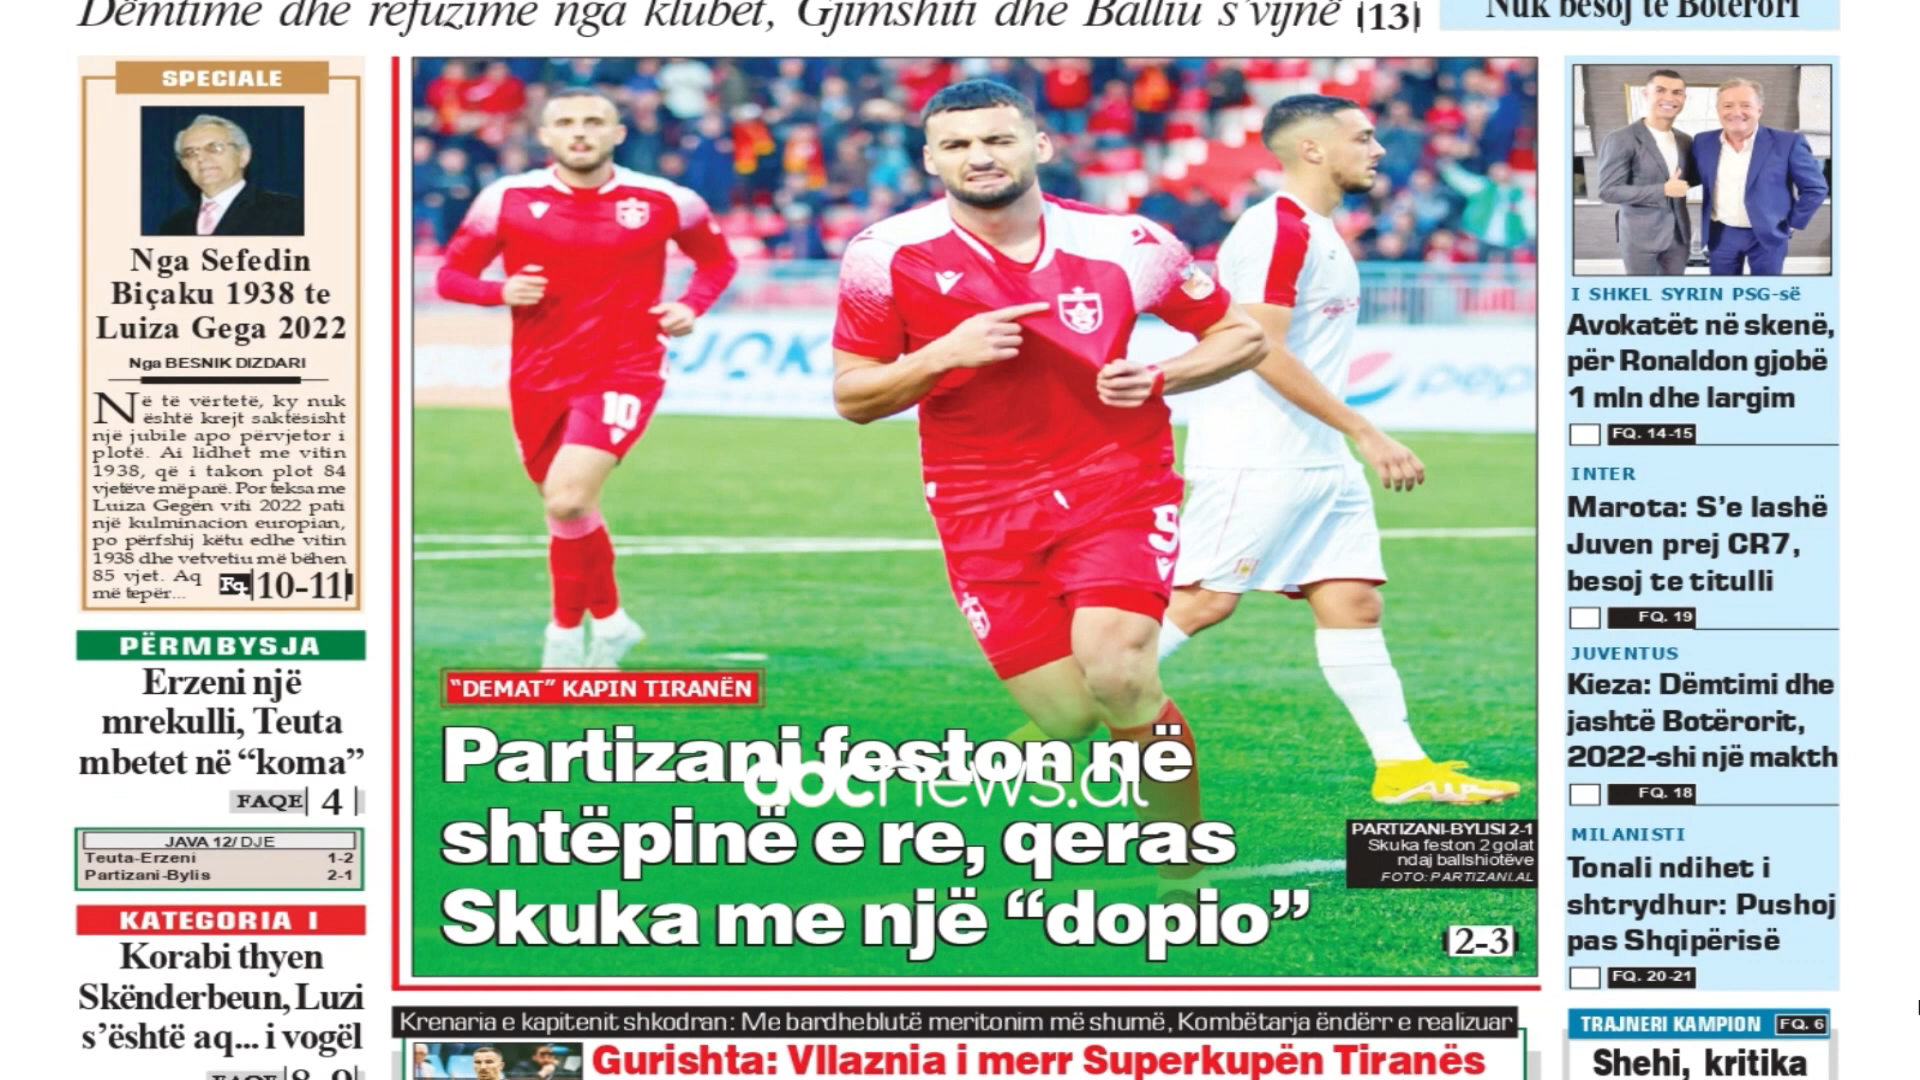 Dëmtime dhe refuzime nga klubet, Gjimshiti dhe Balliu s'vijnë 13
Nuk besoj te Botërori
SPECIALE
Nga Sefedin
Biçaku 1938 te
Luiza Gega 2022
Nga BESNIK DIZDARI
Në të vërtetë, ky nuk
është krejt saktësisht
një jubile apo përvjetor i
plotë. Ai lidhet me vitin
1938, që i takon plot 84
vjetëve më parë. Por teksa me
Luiza Gegën viti 2022 pati
një kulminacion europian,
po përfshij këtu edhe vitin
1938 dhe vetvetiu më bëhen
85 vjet. Aq
më tepër...
Fq. 10-11
PËRMBYSJA
Erzeni një
mrekulli, Teuta
mbetet në “koma”
FAQE 4
JAVA 12/ DJE
Teuta-Erzeni 1-2
Partizani-Bylis 2-1
KATEGORIA I
Korabi thyen
Skënderbeun, Luzi
s'është aq... i vogël
FAQE 8-9
10
9
pepsi
“DEMAT” KAPIN TIRANËN
Partizani feston në
shtëpinë e re, qeras
Skuka me një “dopio”
aocnews.al
PARTIZANI-BYLISI 2-1
Skuka feston 2 golat
ndaj ballshiotëve
FOTO: PARTIZANI.AL
2-3
Krenaria e kapitenit shkodran: Me bardheblutë meritonim më shumë, Kombëtarja ëndërr e realizuar
Gurishta: Vllaznia i merr Superkupën Tiranës
I SHKEL SYRIN PSG-së
Avokatët në skenë,
për Ronaldon gjobë
1 mln dhe largim
FQ. 14-15
INTER
Marota: S'e lashë
Juven prej CR7,
besoj te titulli
FQ. 19
JUVENTUS
Kieza: Dëmtimi dhe
jashtë Botërorit,
2022-shi një makth
FQ. 18
MILANISTI
Tonali ndihet i
shtrydhur: Pushoj
pas Shqipërisë
FQ. 20-21
TRAJNERI KAMPION FQ. 6
Shehi, kritika